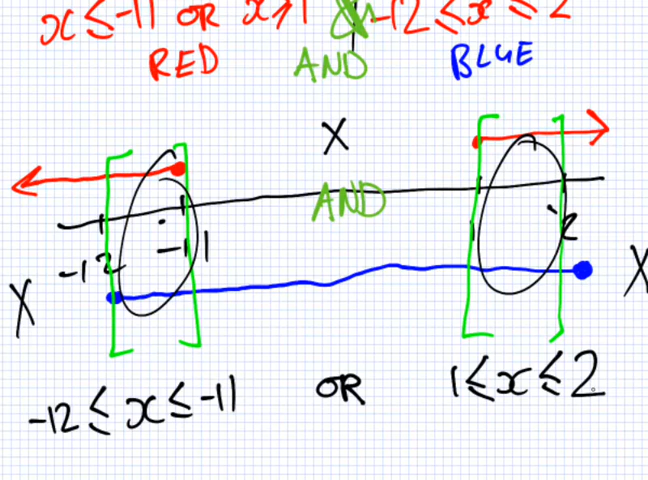 x ≤ -11 OR x ≥ 1 & -12 ≤ x ≤ 2
RED AND BLUE
X
AND
-12 -11 1 2
X X
-12 ≤ x ≤ -11 OR 1 ≤ x ≤ 2